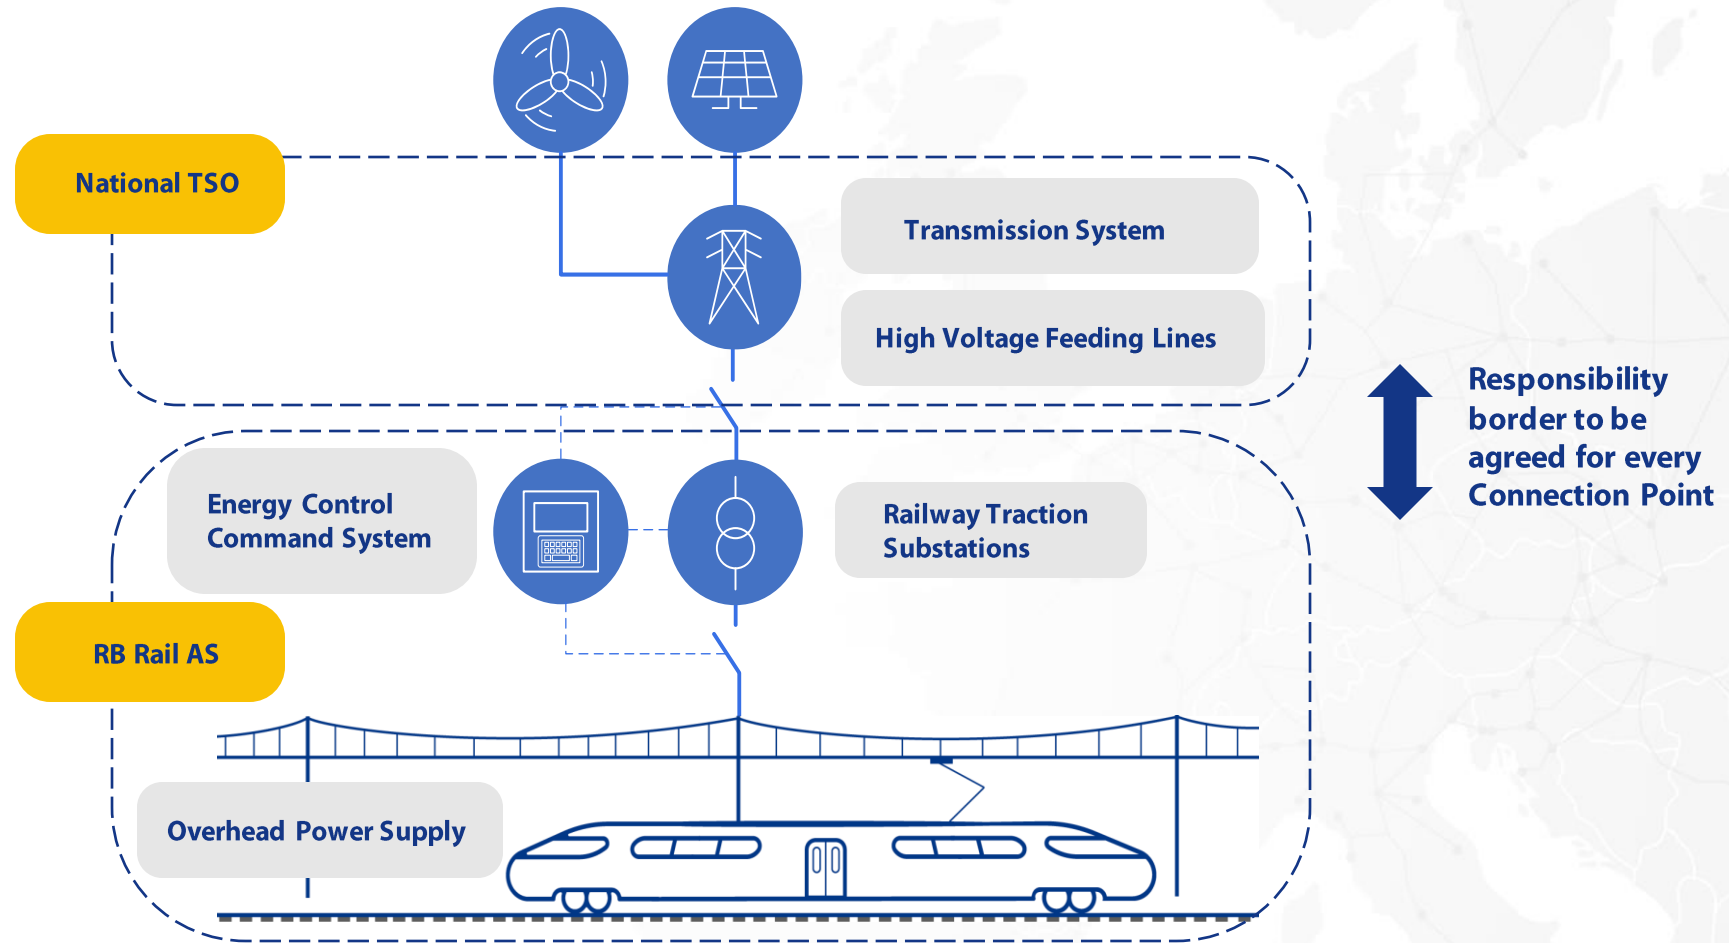 National TSO
Transmission System
High Voltage Feeding Lines
Responsibility
border to be
agreed for every
Connection Point
Energy Control
Command System
Railway Traction
Substations
RB Rail AS
Overhead Power Supply